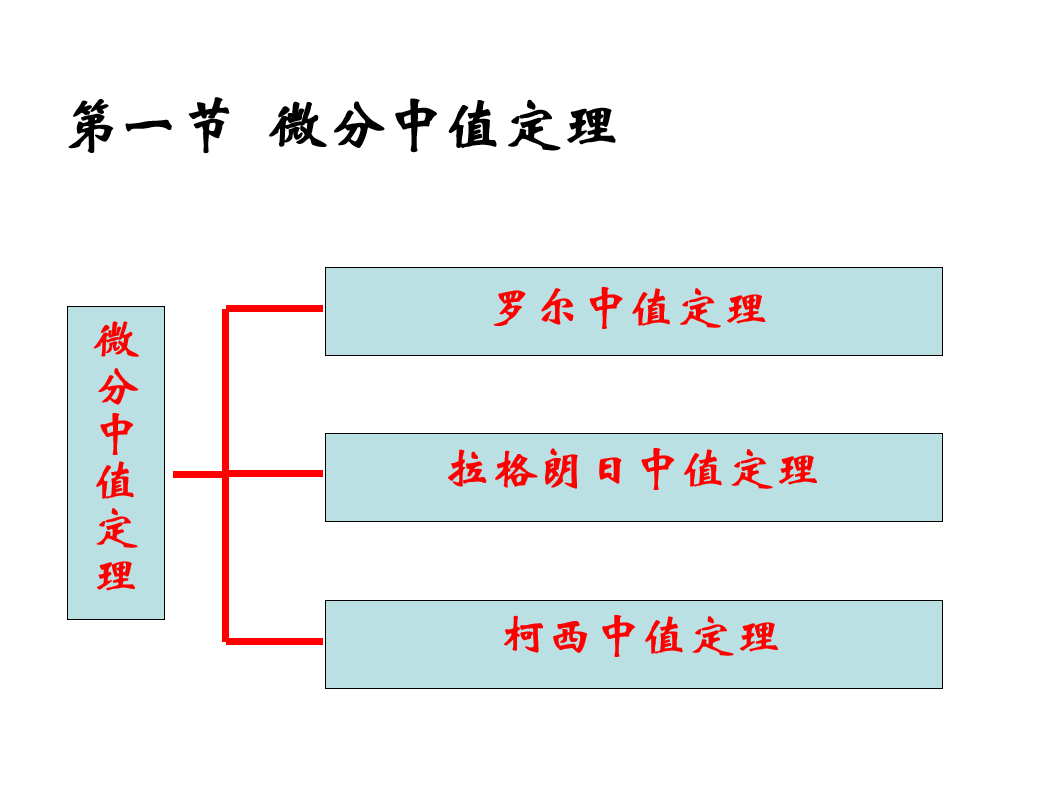 第一节 微分中值定理
微分中值定理
罗尔中值定理
拉格朗日中值定理
柯西中值定理